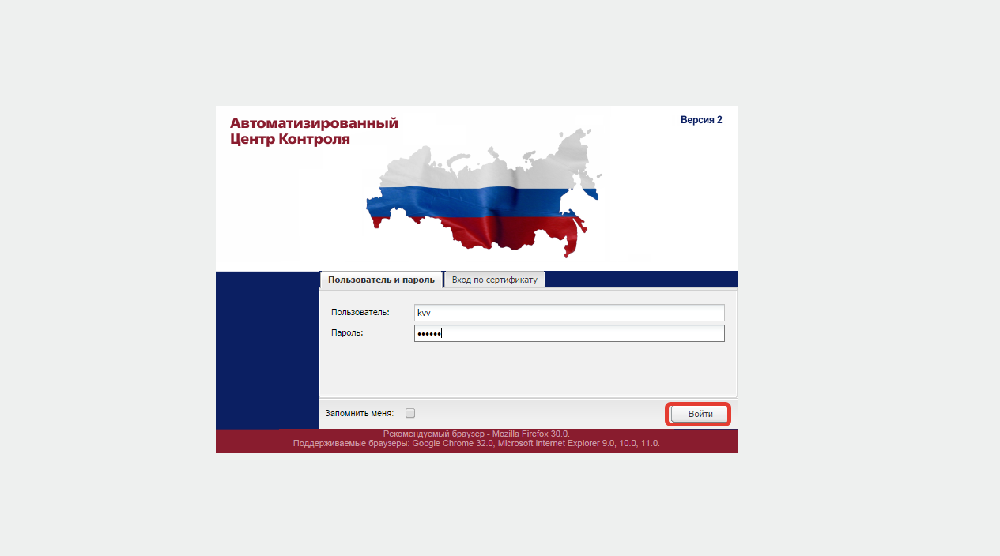 Автоматизированный
Центр Контроля
Версия 2
Пользователь и пароль
Вход по сертификату
Пользователь: kvv
Пароль: ••••••
Запомнить меня:
Войти
Рекомендуемый браузер - Mozilla Firefox 30.0.
Поддерживаемые браузеры: Google Chrome 32.0, Microsoft Internet Explorer 9.0, 10.0, 11.0.